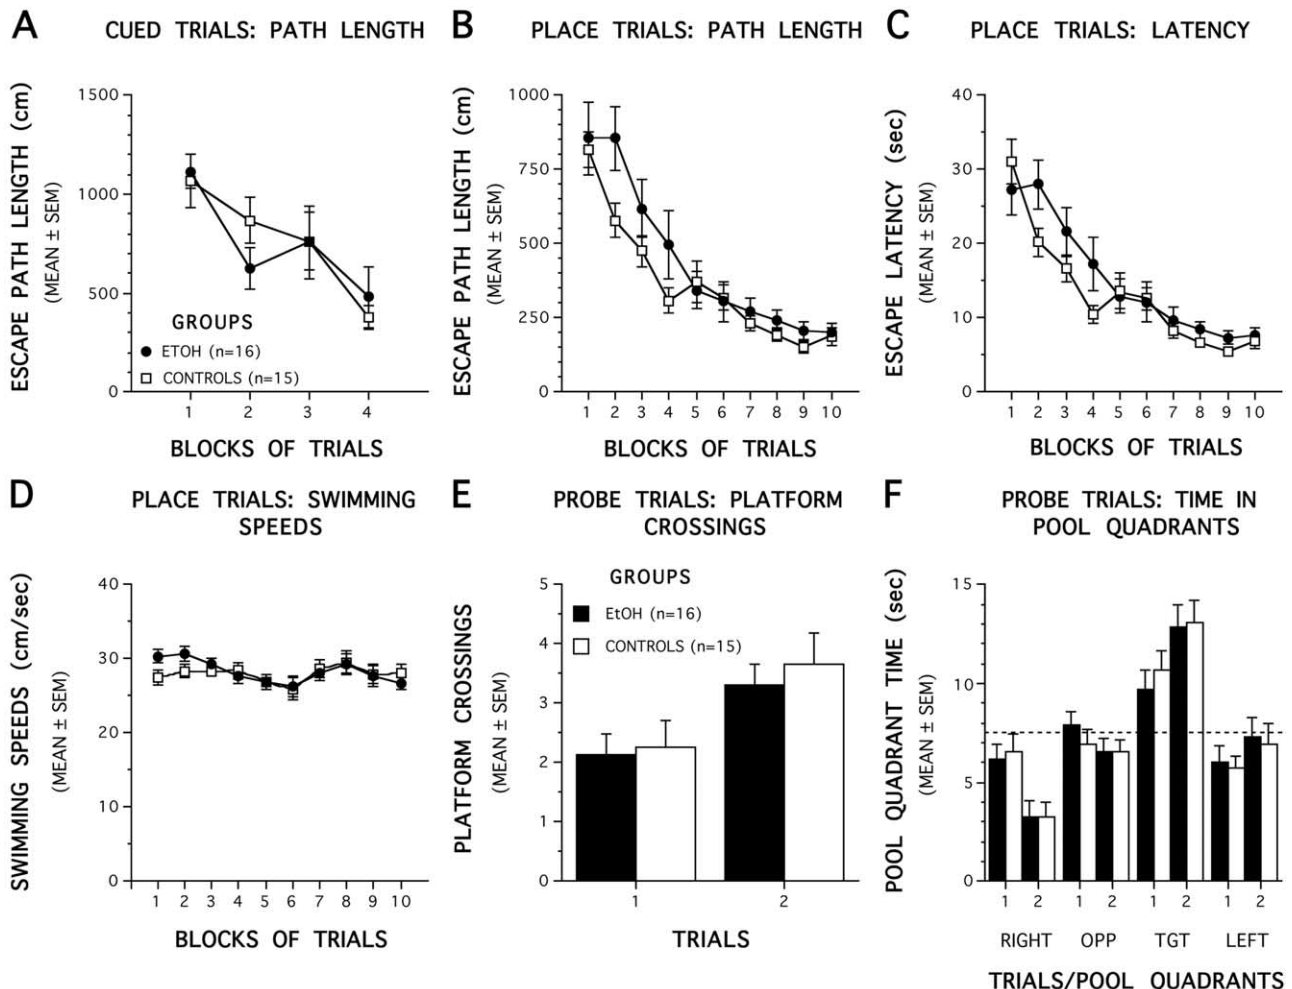 A CUED TRIALS: PATH LENGTH
ESCAPE PATH LENGTH (cm)
(MEAN ± SEM)
1500
1000
500
0
GROUPS
ETOH (n=16)
CONTROLS (n=15)
1 2 3 4
BLOCKS OF TRIALS
B PLACE TRIALS: PATH LENGTH
ESCAPE PATH LENGTH (cm)
(MEAN ± SEM)
1000
750
500
250
0
1 2 3 4 5 6 7 8 9 10
BLOCKS OF TRIALS
C PLACE TRIALS: LATENCY
ESCAPE LATENCY (sec)
(MEAN ± SEM)
40
30
20
10
0
1 2 3 4 5 6 7 8 9 10
BLOCKS OF TRIALS
D PLACE TRIALS: SWIMMING
SPEEDS
SWIMMING SPEEDS (cm/sec)
(MEAN ± SEM)
40
30
20
10
0
1 2 3 4 5 6 7 8 9 10
BLOCKS OF TRIALS
E PROBE TRIALS: PLATFORM
CROSSINGS
PLATFORM CROSSINGS
(MEAN ± SEM)
5
4
3
2
1
0
GROUPS
EtOH (n=16)
CONTROLS (n=15)
1 2
TRIALS
F PROBE TRIALS: TIME IN
POOL QUADRANTS
POOL QUADRANT TIME (sec)
(MEAN ± SEM)
15
10
5
0
1 2 1 2 1 2 1 2
RIGHT OPP TGT LEFT
TRIALS/POOL QUADRANTS